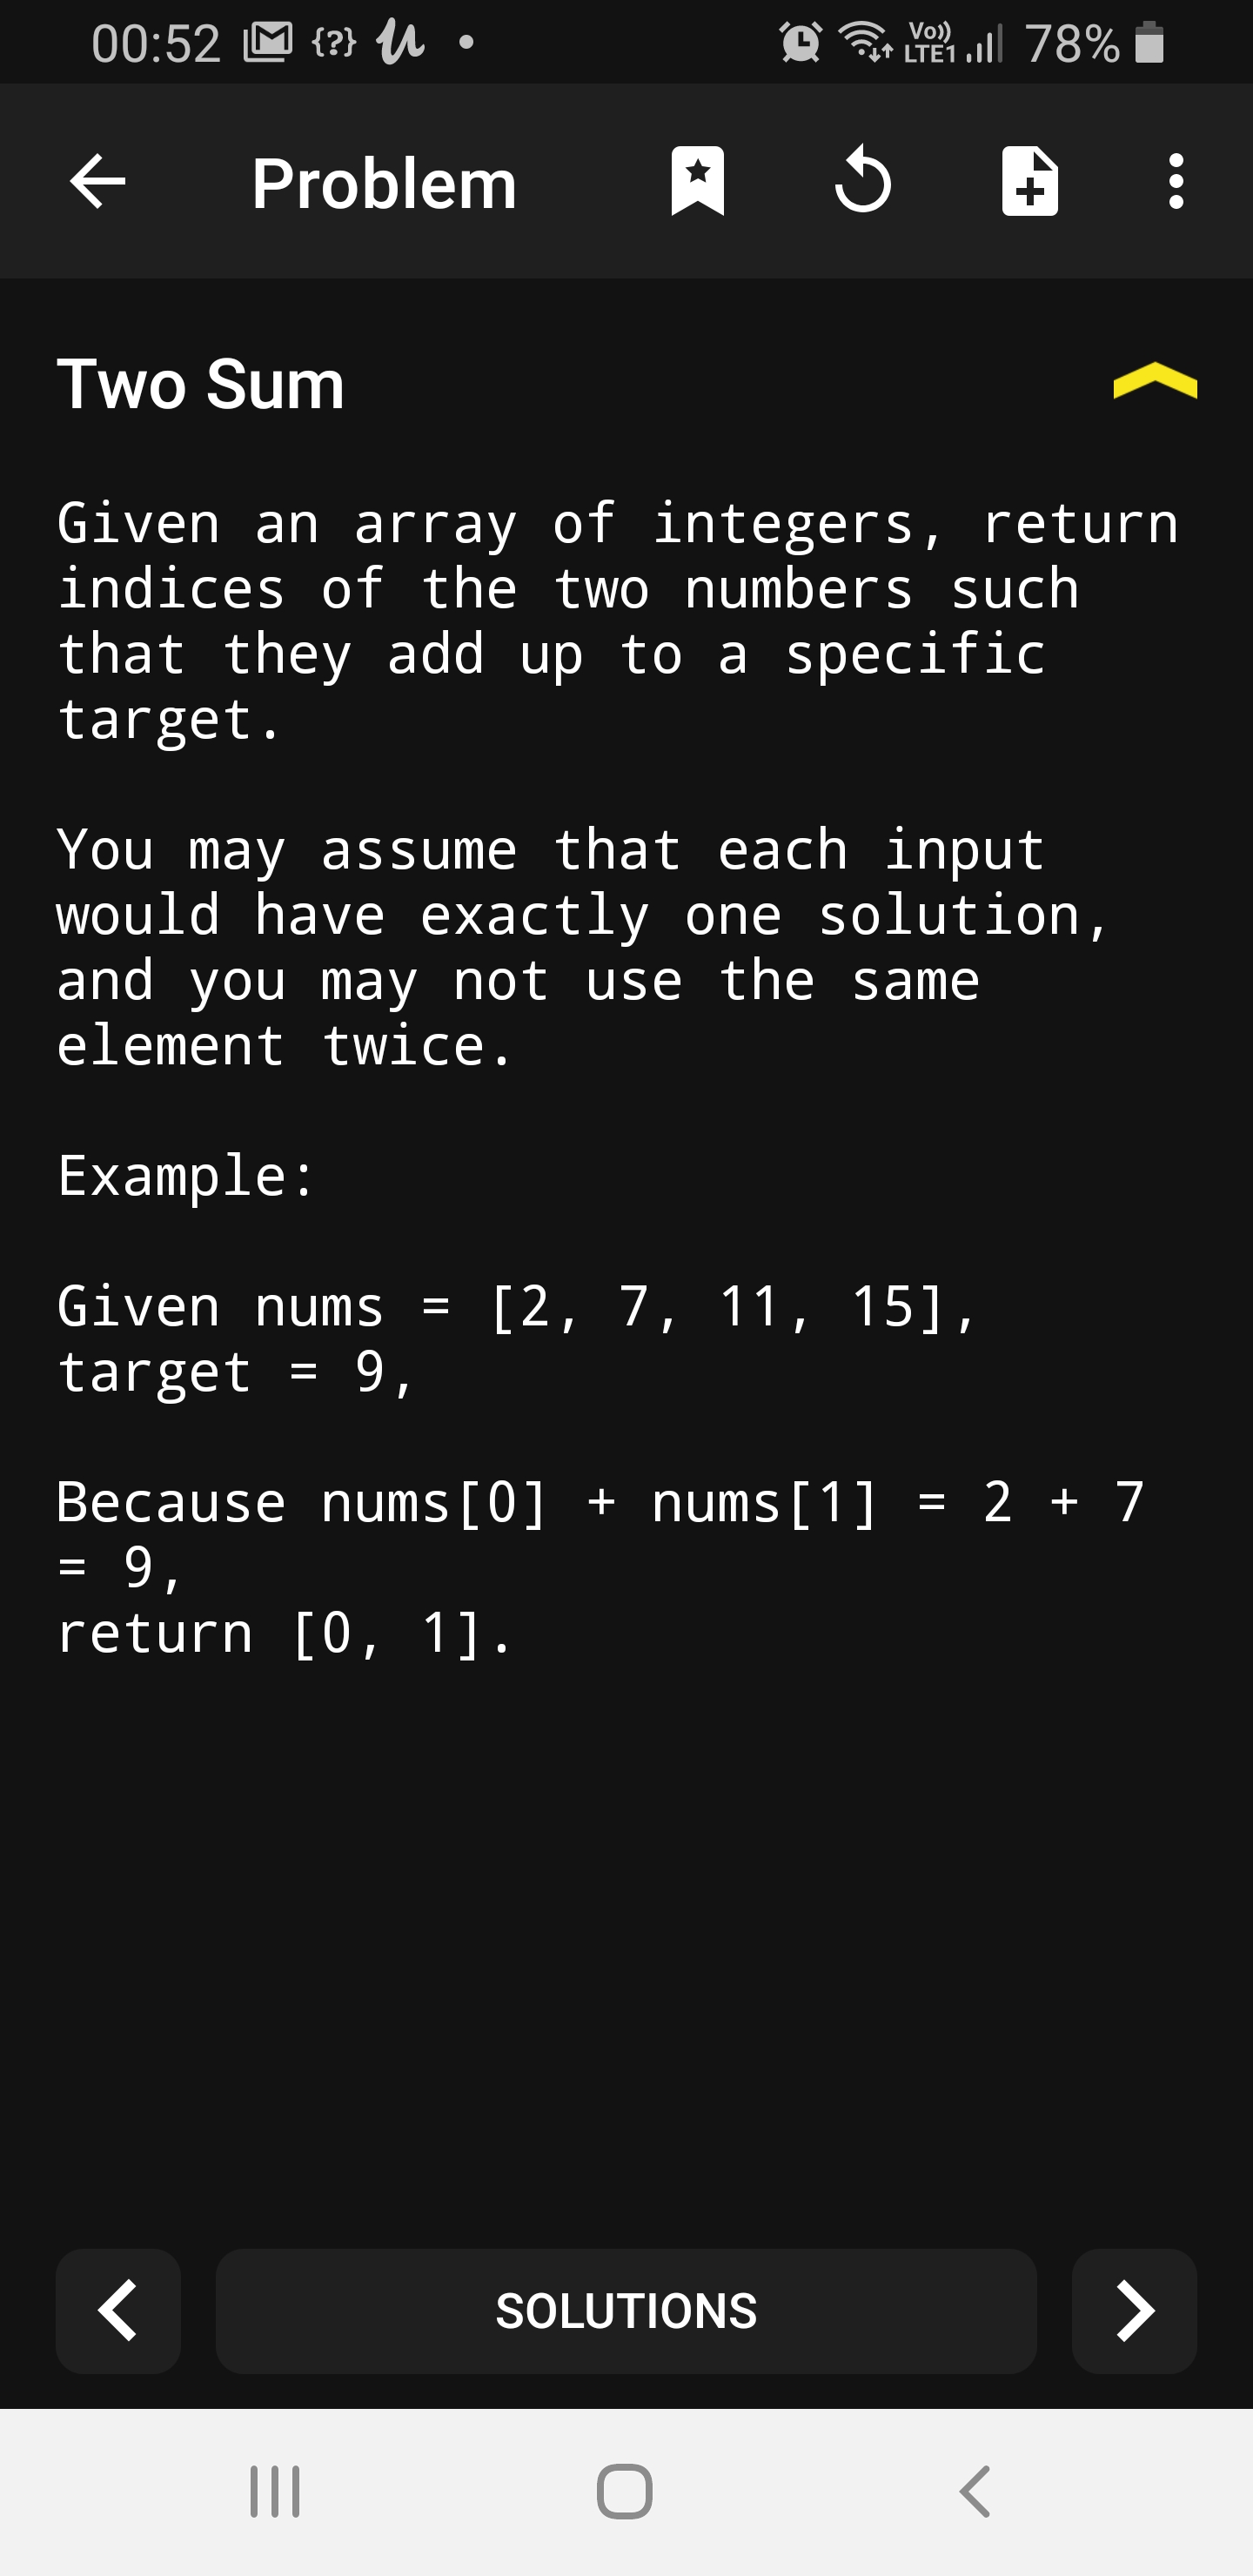 00:52 {?} Vo)) LTE1 78%
Problem
Two Sum
Given an array of integers, return
indices of the two numbers such
that they add up to a specific
target.
You may assume that each input
would have exactly one solution,
and you may not use the same
element twice.
Example:
Given nums = [2, 7, 11, 15],
target = 9,
Because nums[0] + nums[1] = 2 + 7
= 9,
return [0, 1].
SOLUTIONS